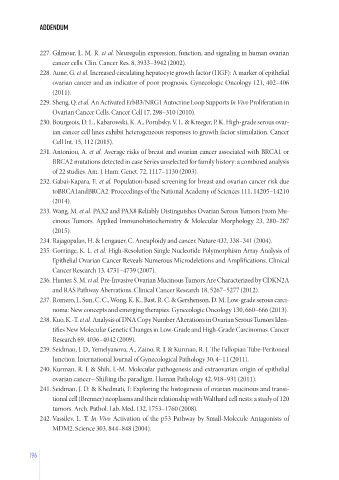 ADDENDUM
227. Gilmour, L. M. R. et al. Neuregulin expression, function, and signaling in human ovarian
cancer cells. Clin. Cancer Res. 8, 3933–3942 (2002).
228. Aune, G. et al. Increased circulating hepatocyte growth factor (HGF): A marker of epithelial
ovarian cancer and an indicator of poor prognosis. Gynecologic Oncology 121, 402–406
(2011).
229. Sheng, Q. et al. An Activated ErbB3/NRG1 Autocrine Loop Supports In Vivo Proliferation in
Ovarian Cancer Cells. Cancer Cell 17, 298–310 (2010).
230. Bourgeois, D. L., Kabarowski, K. A., Porubsky, V. L. & Kreeger, P. K. High-grade serous ovar-
ian cancer cell lines exhibit heterogeneous responses to growth factor stimulation. Cancer
Cell Int. 15, 112 (2015).
231. Antoniou, A. et al. Average risks of breast and ovarian cancer associated with BRCA1 or
BRCA2 mutations detected in case Series unselected for family history: a combined analysis
of 22 studies. Am. J. Hum. Genet. 72, 1117–1130 (2003).
232. Gabai-Kapara, E. et al. Population-based screening for breast and ovarian cancer risk due
toBRCA1andBRCA2. Proceedings of the National Academy of Sciences 111, 14205–14210
(2014).
233. Wang, M. et al. PAX2 and PAX8 Reliably Distinguishes Ovarian Serous Tumors From Mu-
cinous Tumors. Applied Immunohistochemistry & Molecular Morphology 23, 280–287
(2015).
234. Rajagopalan, H. & Lengauer, C. Aneuploidy and cancer. Nature 432, 338–341 (2004).
235. Gorringe, K. L. et al. High-Resolution Single Nucleotide Polymorphism Array Analysis of
Epithelial Ovarian Cancer Reveals Numerous Microdeletions and Amplifications. Clinical
Cancer Research 13, 4731–4739 (2007).
236. Hunter, S. M. et al. Pre-Invasive Ovarian Mucinous Tumors Are Characterized by CDKN2A
and RAS Pathway Aberrations. Clinical Cancer Research 18, 5267–5277 (2012).
237. Romero, I., Sun, C. C., Wong, K. K., Bast, R. C. & Gershenson, D. M. Low-grade serous carci-
noma: New concepts and emerging therapies. Gynecologic Oncology 130, 660–666 (2013).
238. Kuo, K.-T. et al. Analysis of DNA Copy Number Alterations in Ovarian Serous Tumors Iden-
tifies New Molecular Genetic Changes in Low-Grade and High-Grade Carcinomas. Cancer
Research 69, 4036–4042 (2009).
239. Seidman, J. D., Yemelyanova, A., Zaino, R. J. & Kurman, R. J. The Fallopian Tube-Peritoneal
Junction. International Journal of Gynecological Pathology 30, 4–11 (2011).
240. Kurman, R. J. & Shih, I.-M. Molecular pathogenesis and extraovarian origin of epithelial
ovarian cancer—Shifting the paradigm. Human Pathology 42, 918–931 (2011).
241. Seidman, J. D. & Khedmati, F. Exploring the histogenesis of ovarian mucinous and transi-
tional cell (Brenner) neoplasms and their relationship with Walthard cell nests: a study of 120
tumors. Arch. Pathol. Lab. Med. 132, 1753–1760 (2008).
242. Vassilev, L. T. In Vivo Activation of the p53 Pathway by Small-Molecule Antagonists of
MDM2. Science 303, 844–848 (2004).
196